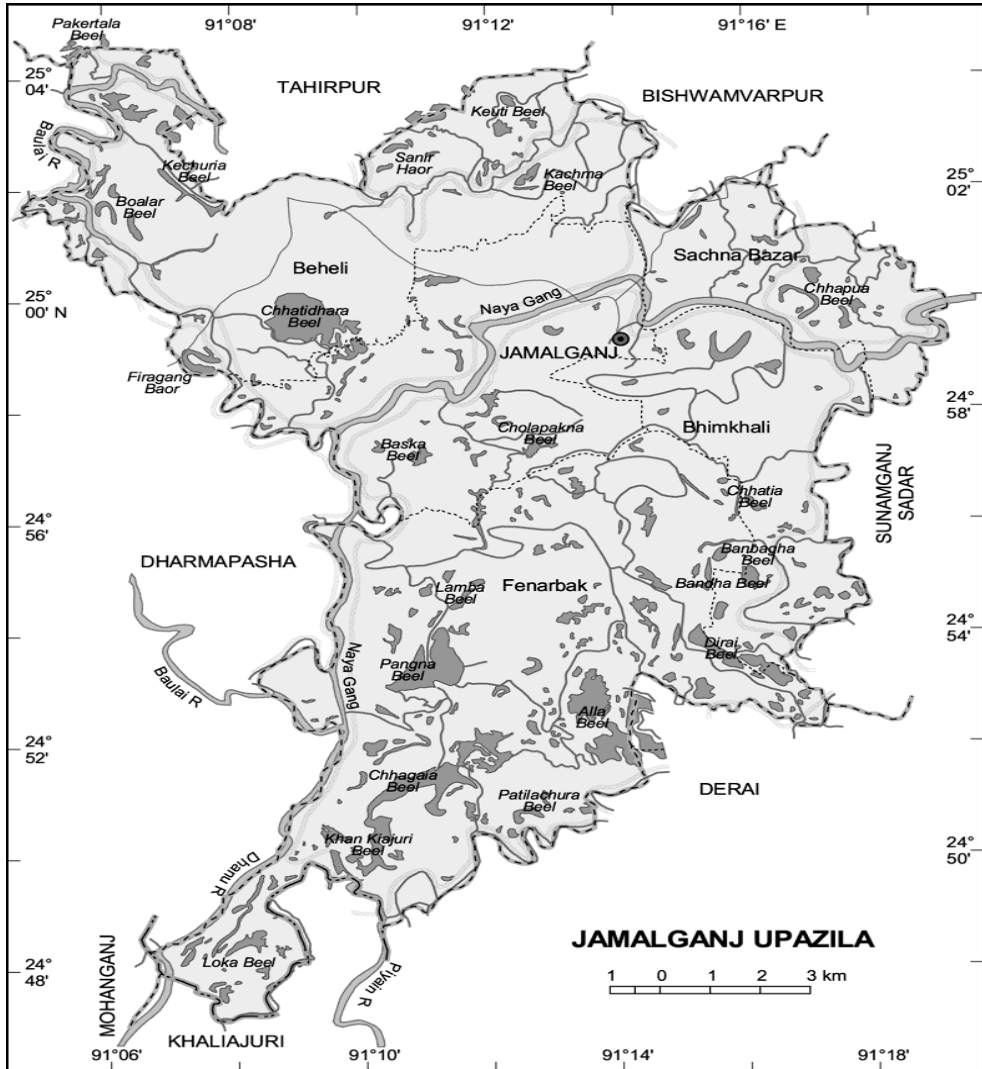 Pakertala
Beel
91°08'
91°12'
91°16' E
25°
04'
TAHIRPUR
BISHWAMVARPUR
Keuti Beel
Baulai R
Sanir
Haor
Kechuria
Beel
Kachma
Beel
25°
02'
Boalar
Beel
Beheli
Sachna Bazar
Chhapua
Beel
25°
00' N
Chhatidhara
Beel
Naya Gang
JAMALGANJ
Firagang
Baor
24°
58'
Cholapakna
Beel
Bhimkhali
Baska
Beel
SUNAMGANJ
SADAR
Chhatia
Beel
24°
56'
DHARMAPASHA
Banbagha
Beel
Bandha Beel
Lamba
Beel
Fenarbak
24°
54'
Dirai
Beel
Naya Gang
Pangna
Beel
Baulai R
Alla
Beel
24°
52'
Chhagaia
Beel
DERAI
Patilachura
Beel
Khan Kiajuri
Beel
24°
50'
Dhanu R
JAMALGANJ UPAZILA
Loka Beel
24°
48'
MOHANGANJ
Piyain R
1 0 1 2 3 km
KHALIAJURI
91°06'
91°10'
91°14'
91°18'